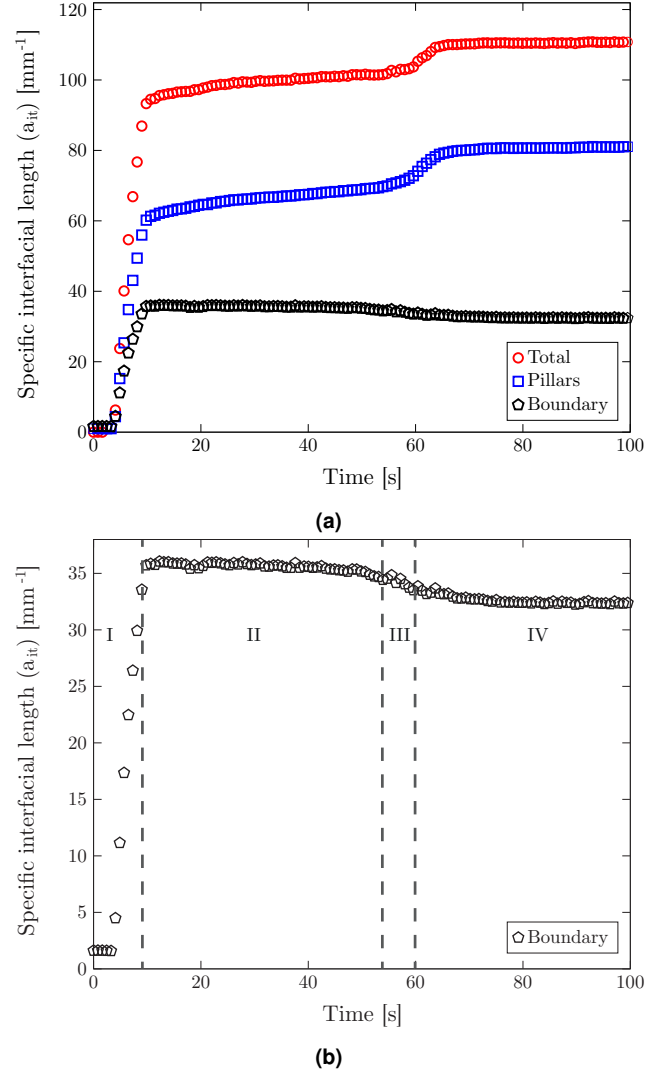 120
100
80
60
40
20
0
Specific interfacial length (a_it) [mm⁻¹]
Total
Pillars
Boundary
0 20 40 60 80 100
Time [s]
(a)
35
30
25
20
15
10
5
0
Specific interfacial length (a_it) [mm⁻¹]
I II III IV
Boundary
0 20 40 60 80 100
Time [s]
(b)